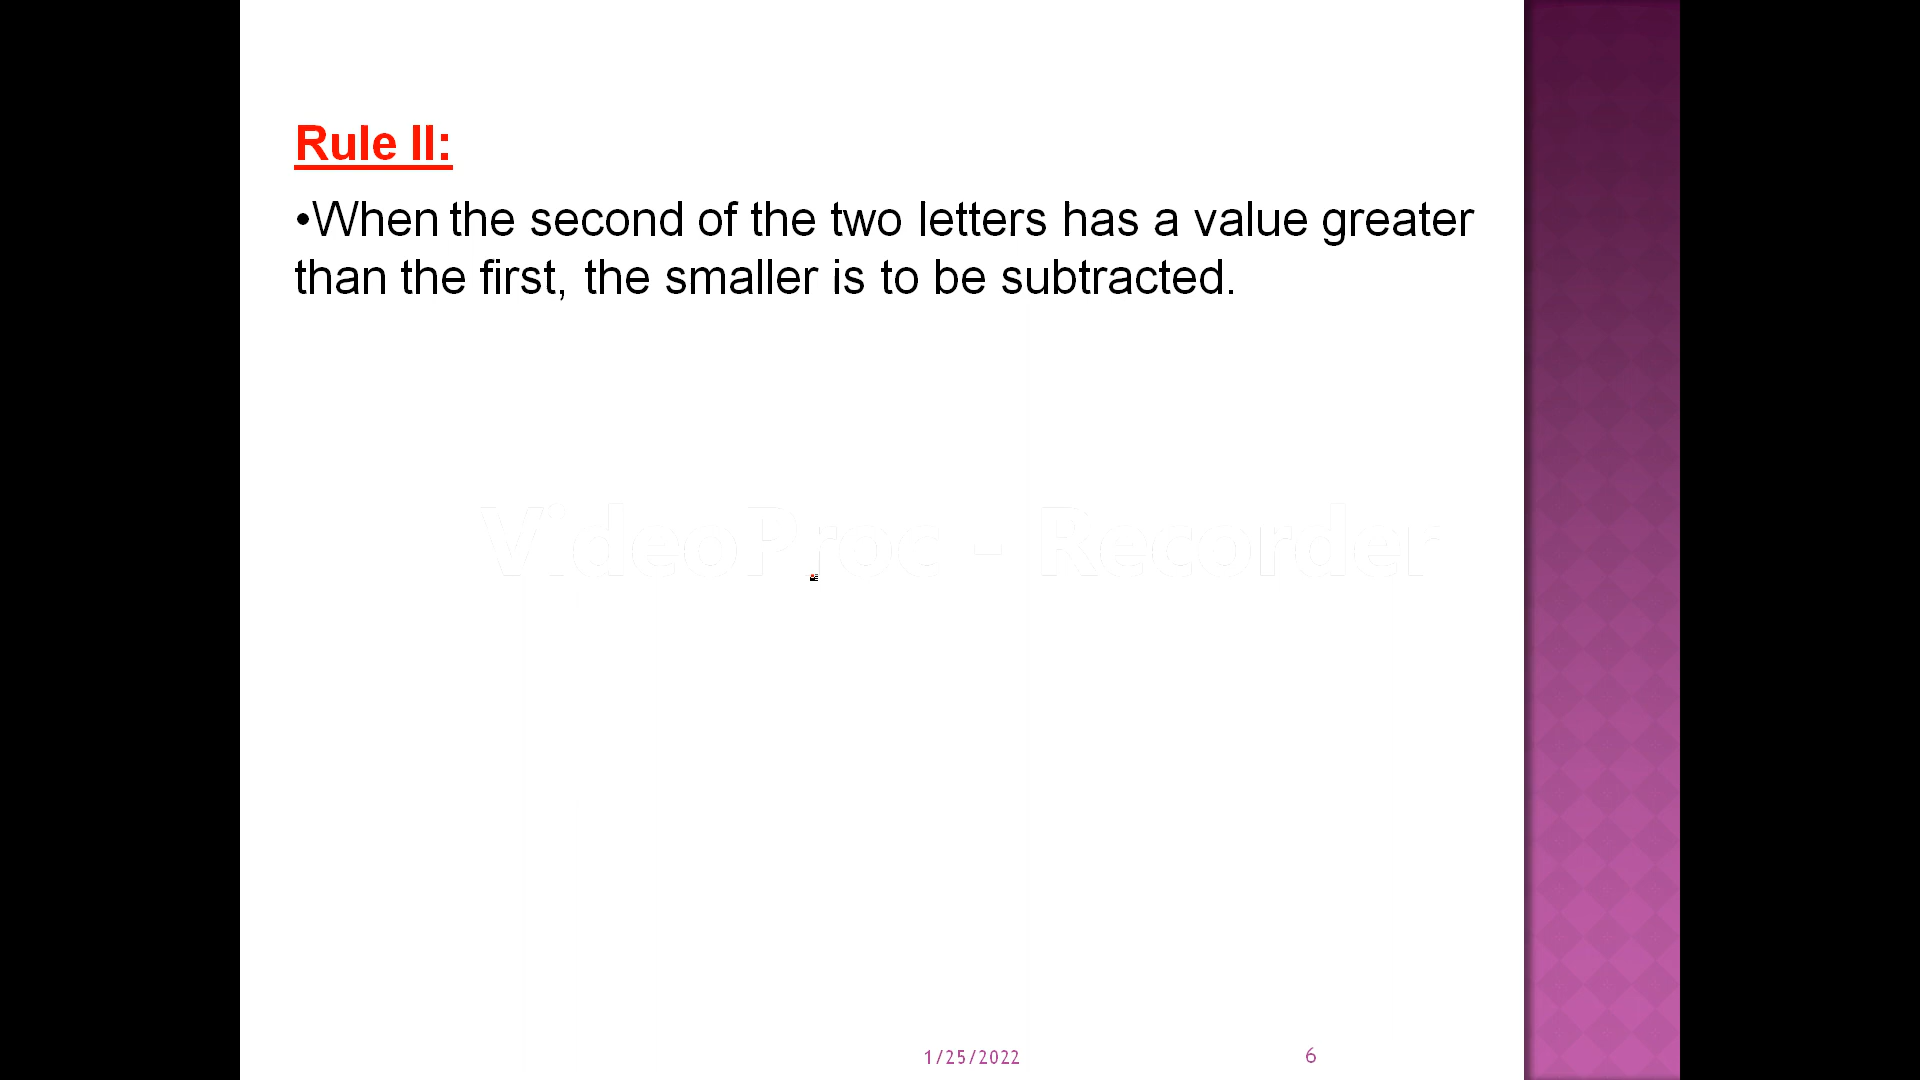 Rule II:
•When the second of the two letters has a value greater
than the first, the smaller is to be subtracted.
VideoProc - Recorder
1/25/2022
6